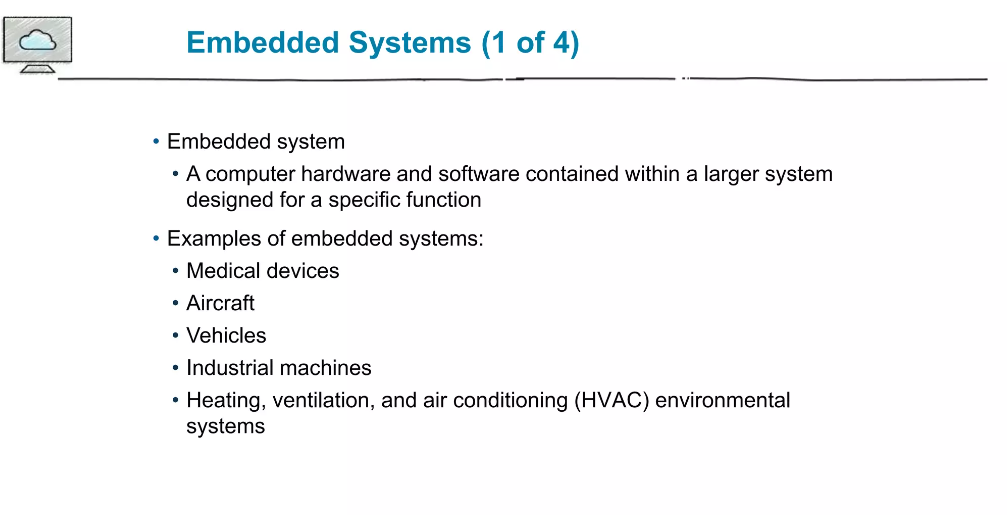 Embedded Systems (1 of 4)
• Embedded system
• A computer hardware and software contained within a larger system
designed for a specific function
• Examples of embedded systems:
• Medical devices
• Aircraft
• Vehicles
• Industrial machines
• Heating, ventilation, and air conditioning (HVAC) environmental
systems